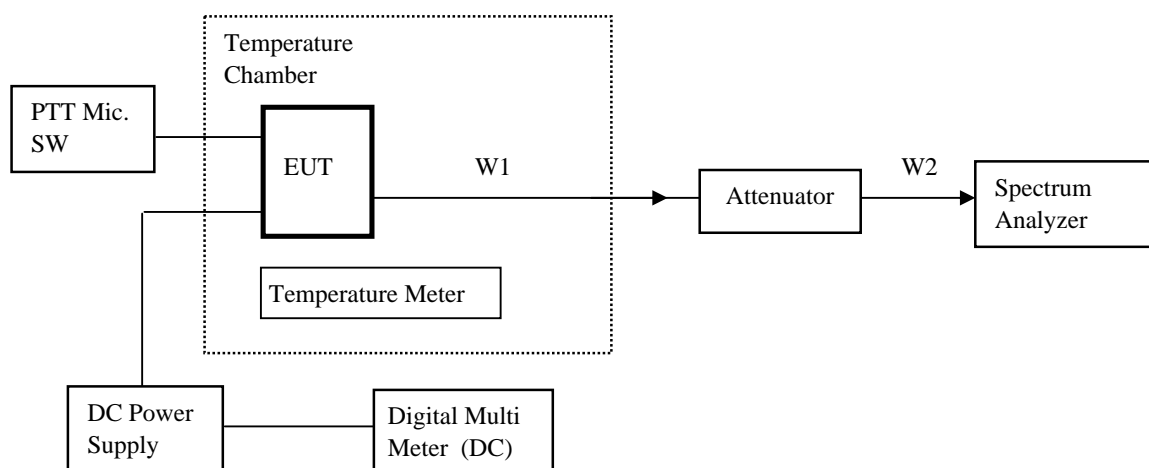 Temperature
Chamber
PTT Mic.
SW
EUT
W1
Attenuator
W2
Spectrum
Analyzer
Temperature Meter
DC Power
Supply
Digital Multi
Meter (DC)